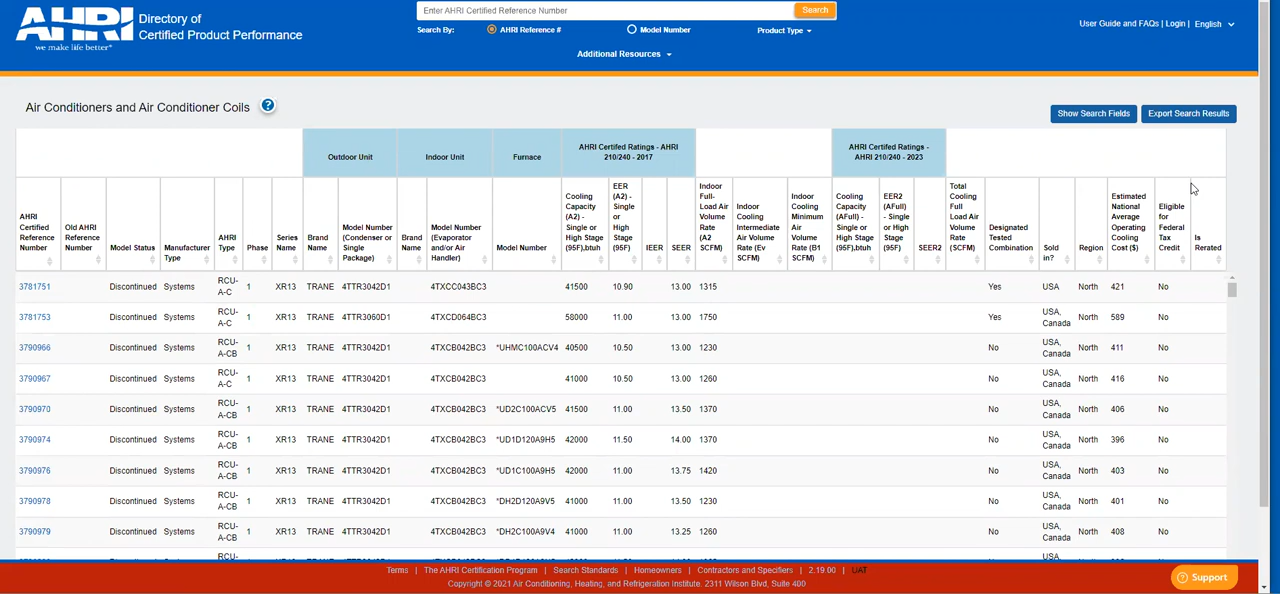 AHRI
we make life better*
Directory of
Certified Product Performance
Enter AHRI Certified Reference Number
Search
Search By:
AHRI Reference #
Model Number
Product Type
Additional Resources
User Guide and FAQs | Login | English
Air Conditioners and Air Conditioner Coils ?
Show Search Fields
Export Search Results
Outdoor Unit
Indoor Unit
Furnace
AHRI Certifed Ratings - AHRI
210/240 - 2017
AHRI Certifed Ratings -
AHRI 210/240 - 2023
AHRI
Certified
Reference
Number
Old AHRI
Reference
Number
Model Status
Manufacturer
Type
AHRI
Type
Phase
Series
Name
Brand
Name
Model Number
(Condenser or
Single
Package)
Brand
Name
Model Number
(Evaporator
and/or Air
Handler)
Model Number
Cooling
Capacity
(A2) -
Single or
High Stage
(95F),btuh
EER
(A2) -
Single
or
High
Stage
(95F)
IEER
SEER
Indoor
Full-
Load Air
Volume
Rate
(A2
SCFM)
Indoor
Cooling
Intermediate
Air Volume
Rate (Ev
SCFM)
Indoor
Cooling
Minimum
Air
Volume
Rate (B1
SCFM)
Cooling
Capacity
(AFull) -
Single or
High Stage
(95F),btuh
EER2
(AFull)
- Single
or High
Stage
(95F)
SEER2
Total
Cooling
Full
Load Air
Volume
Rate
(SCFM)
Designated
Tested
Combination
Sold
in?
Region
Estimated
National
Average
Operating
Cooling
Cost ($)
Eligible
for
Federal
Tax
Credit
Is
Rerated
3781751 Discontinued Systems RCU-A-C 1 XR13 TRANE 4TTR3042D1 4TXCC043BC3 41500 10.90 13.00 1315 Yes USA North 421 No
3781753 Discontinued Systems RCU-A-C 1 XR13 TRANE 4TTR3060D1 4TXCD064BC3 58000 11.00 13.00 1750 Yes USA, Canada North 589 No
3790966 Discontinued Systems RCU-A-CB 1 XR13 TRANE 4TTR3042D1 4TXCB042BC3 *UHMC100ACV4 40500 10.50 13.00 1230 No USA, Canada North 411 No
3790967 Discontinued Systems RCU-A-C 1 XR13 TRANE 4TTR3042D1 4TXCB042BC3 41000 10.50 13.00 1260 No USA, Canada North 416 No
3790970 Discontinued Systems RCU-A-CB 1 XR13 TRANE 4TTR3042D1 4TXCB042BC3 *UD2C100ACV5 41500 11.00 13.50 1370 No USA, Canada North 406 No
3790974 Discontinued Systems RCU-A-CB 1 XR13 TRANE 4TTR3042D1 4TXCB042BC3 *UD1D120A9H5 42000 11.50 14.00 1370 No USA, Canada North 396 No
3790976 Discontinued Systems RCU-A-CB 1 XR13 TRANE 4TTR3042D1 4TXCB042BC3 *UD1C100A9H5 42000 11.00 13.75 1420 No USA, Canada North 403 No
3790978 Discontinued Systems RCU-A-CB 1 XR13 TRANE 4TTR3042D1 4TXCB042BC3 *DH2D120A9V5 41000 11.00 13.50 1230 No USA, Canada North 401 No
3790979 Discontinued Systems RCU-A-CB 1 XR13 TRANE 4TTR3042D1 4TXCB042BC3 *DH2C100A9V4 41000 11.00 13.25 1260 No USA, Canada North 408 No
RCU- USA,
Terms | The AHRI Certification Program | Search Standards | Homeowners | Contractors and Specifiers | 2.19.00 | UAT
Copyright © 2021 Air Conditioning, Heating, and Refrigeration Institute. 2311 Wilson Blvd, Suite 400
? Support